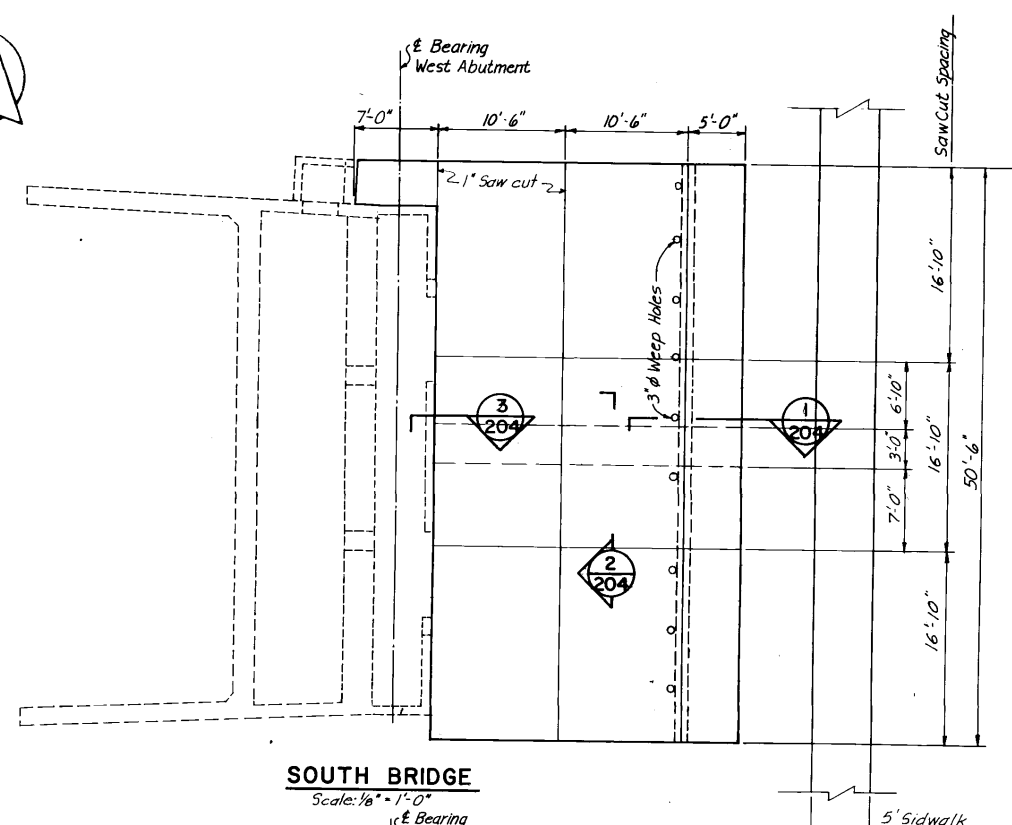 ℄ Bearing
West Abutment
SawCut Spacing
7'-0"
10'-6"
10'-6"
5'-0"
1" Saw cut
16'-10"
3" ø Weep Holes
6'-10"
3
204
1
204
3'-0"
16'-10"
50'-6"
7'-0"
2
204
16'-10"
SOUTH BRIDGE
Scale: 1/8" = 1'-0"
℄ Bearing
5' Sidwalk